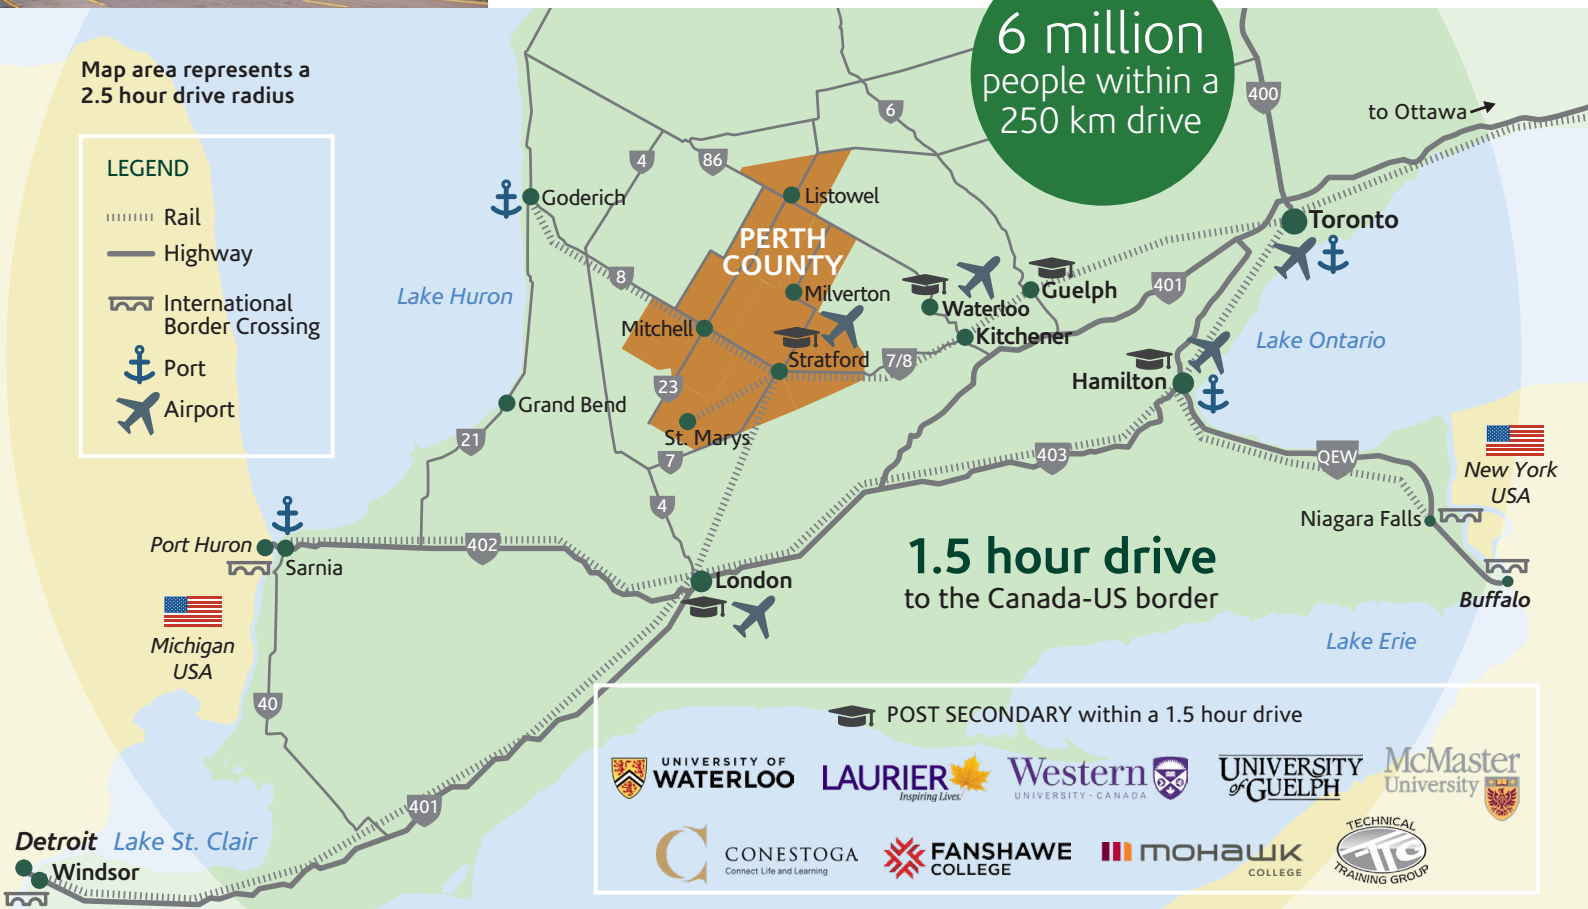 6 million
people within a
250 km drive
Map area represents a
2.5 hour drive radius
LEGEND
Rail
Highway
International
Border Crossing
Port
Airport
400
to Ottawa
6
4
86
Goderich
Listowel
Toronto
PERTH
COUNTY
8
Lake Huron
Milverton
Guelph
401
Waterloo
Mitchell
Kitchener
Lake Ontario
Stratford
7/8
Hamilton
23
Grand Bend
St. Marys
21
7
403
QEW
New York
USA
4
Niagara Falls
Port Huron
402
Sarnia
1.5 hour drive
to the Canada-US border
London
Buffalo
Michigan
USA
Lake Erie
40
POST SECONDARY within a 1.5 hour drive
UNIVERSITY OF
WATERLOO
LAURIER
Inspiring Lives.
Western
UNIVERSITY · CANADA
UNIVERSITY
of GUELPH
McMaster
University
401
CONESTOGA
Connect Life and Learning
FANSHAWE
COLLEGE
MOHAWK
COLLEGE
TECHNICAL
TTG
TRAINING GROUP
Detroit
Lake St. Clair
Windsor